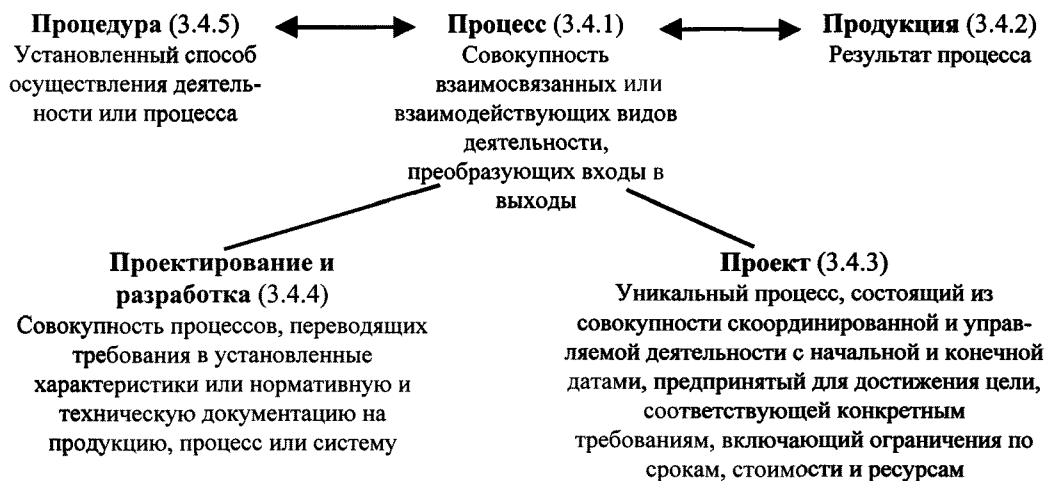 Процедура (3.4.5)
Установленный способ
осуществления деятель-
ности или процесса
Процесс (3.4.1)
Совокупность
взаимосвязанных или
взаимодействующих видов
деятельности,
преобразующих входы в
выходы
Продукция (3.4.2)
Результат процесса
Проектирование и
разработка (3.4.4)
Совокупность процессов, переводящих
требования в установленные
характеристики или нормативную и
техническую документацию на
продукцию, процесс или систему
Проект (3.4.3)
Уникальный процесс, состоящий из
совокупности скоординированной и управ-
ляемой деятельности с начальной и конечной
датами, предпринятый для достижения цели,
соответствующей конкретным
требованиям, включающий ограничения по
срокам, стоимости и ресурсам